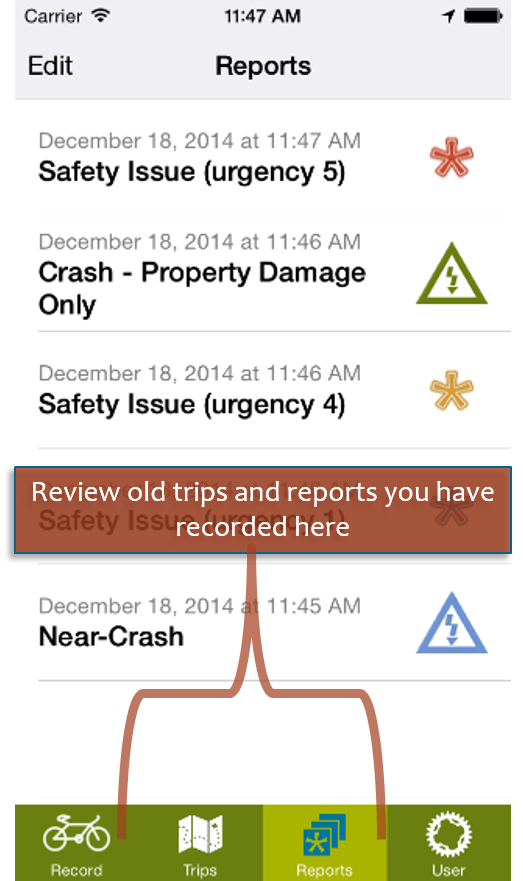 Carrier
11:47 AM
Edit
Reports
December 18, 2014 at 11:47 AM
Safety Issue (urgency 5)
December 18, 2014 at 11:46 AM
Crash - Property Damage
Only
December 18, 2014 at 11:46 AM
Safety Issue (urgency 4)
Review old trips and reports you have
recorded here
Safety Issue (urgency 1)
December 18, 2014 at 11:45 AM
Near-Crash
Record
Trips
Reports
User